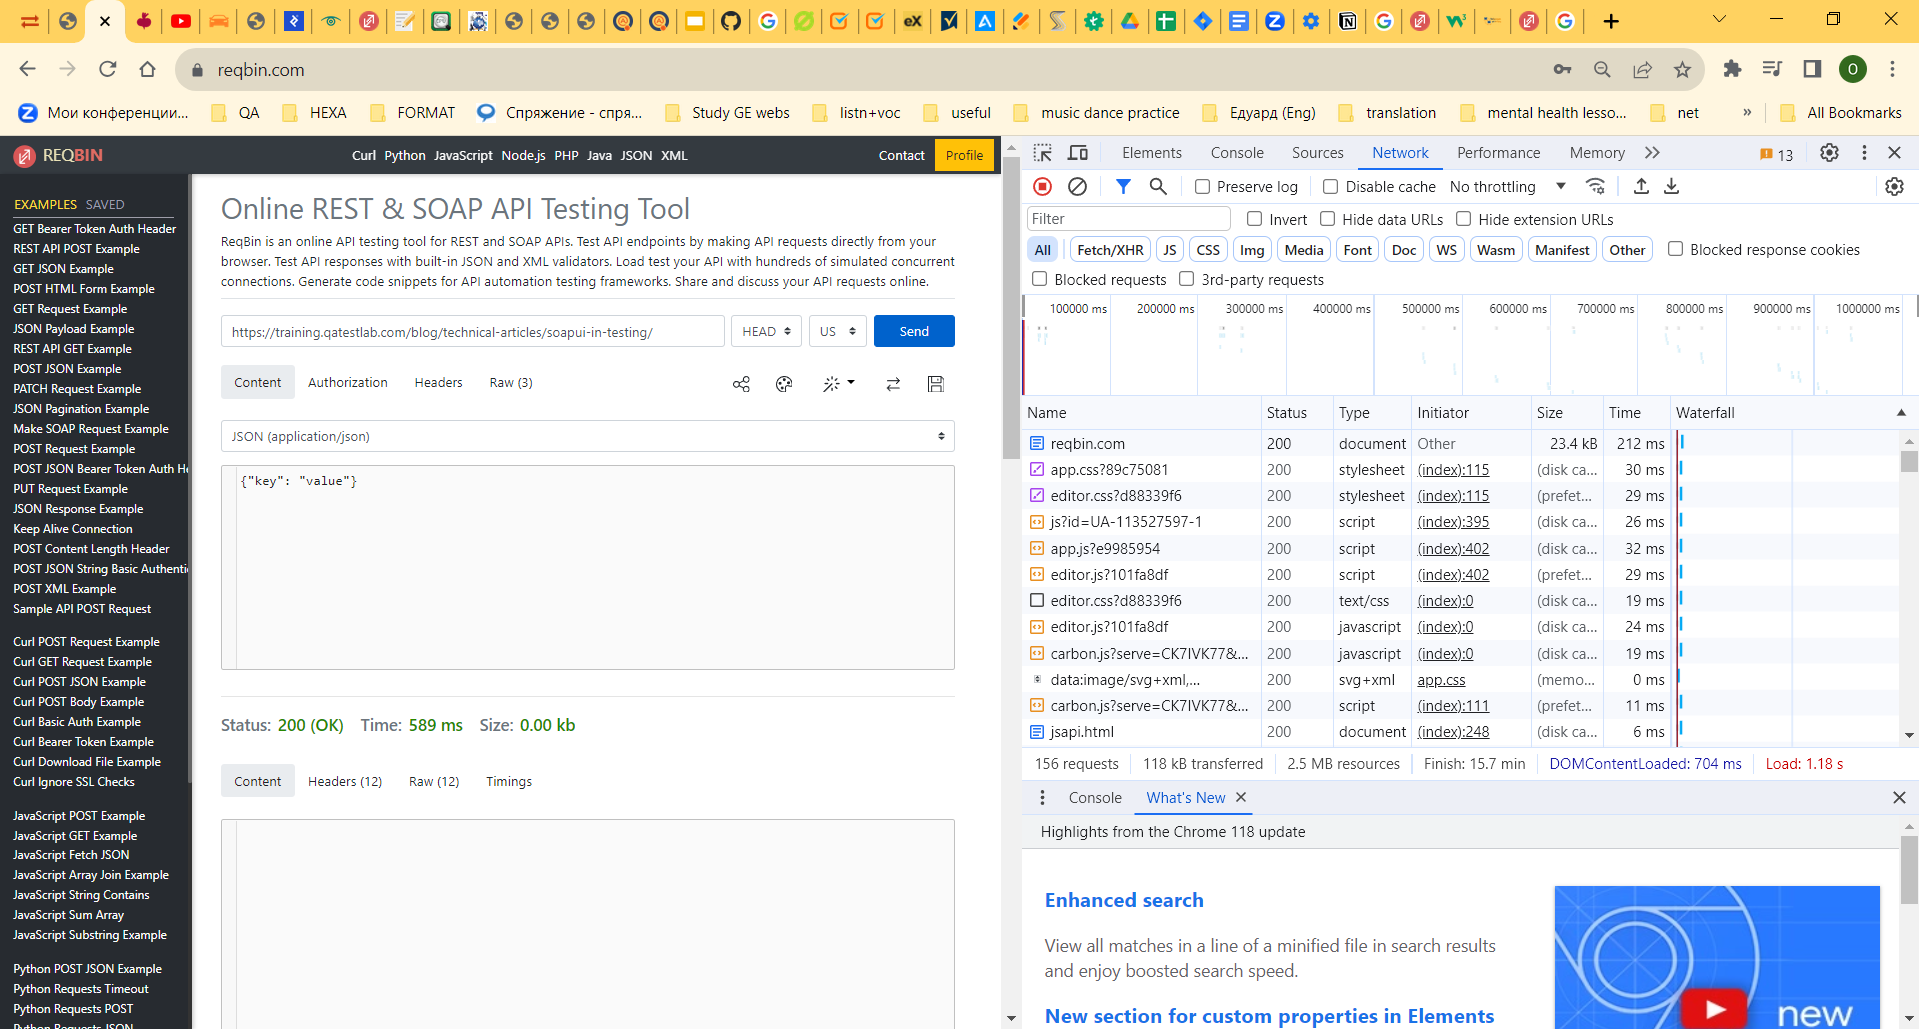 reqbin.com
O
Мои конференции...
QA
HEXA
FORMAT
Спряжение - спря...
Study GE webs
listn+voc
useful
music dance practice
Едуард (Eng)
translation
mental health lesso...
net
»
All Bookmarks
REQBIN
Curl Python JavaScript Node.js PHP Java JSON XML
Contact
Profile
EXAMPLES SAVED
GET Bearer Token Auth Header
REST API POST Example
GET JSON Example
POST HTML Form Example
GET Request Example
JSON Payload Example
REST API GET Example
POST JSON Example
PATCH Request Example
JSON Pagination Example
Make SOAP Request Example
POST Request Example
POST JSON Bearer Token Auth He
PUT Request Example
JSON Response Example
Keep Alive Connection
POST Content Length Header
POST JSON String Basic Authenti
POST XML Example
Sample API POST Request
Curl POST Request Example
Curl GET Request Example
Curl POST JSON Example
Curl POST Body Example
Curl Basic Auth Example
Curl Bearer Token Example
Curl Download File Example
Curl Ignore SSL Checks
JavaScript POST Example
JavaScript GET Example
JavaScript Fetch JSON
JavaScript Array Join Example
JavaScript String Contains
JavaScript Sum Array
JavaScript Substring Example
Python POST JSON Example
Python Requests Timeout
Python Requests POST
Python Requests JSON
Online REST & SOAP API Testing Tool
ReqBin is an online API testing tool for REST and SOAP APIs. Test API endpoints by making API requests directly from your
browser. Test API responses with built-in JSON and XML validators. Load test your API with hundreds of simulated concurrent
connections. Generate code snippets for API automation testing frameworks. Share and discuss your API requests online.
https://training.qatestlab.com/blog/technical-articles/soapui-in-testing/
HEAD
US
Send
Content
Authorization
Headers
Raw (3)
JSON (application/json)
{"key": "value"}
Status: 200 (OK) Time: 589 ms Size: 0.00 kb
Content
Headers (12)
Raw (12)
Timings
Elements
Console
Sources
Network
Performance
Memory
13
Preserve log
Disable cache
No throttling
Filter
Invert
Hide data URLs
Hide extension URLs
All
Fetch/XHR
JS
CSS
Img
Media
Font
Doc
WS
Wasm
Manifest
Other
Blocked response cookies
Blocked requests
3rd-party requests
100000 ms 200000 ms 300000 ms 400000 ms 500000 ms 600000 ms 700000 ms 800000 ms 900000 ms 1000000 ms
Name Status Type Initiator Size Time Waterfall
reqbin.com 200 document Other 23.4 kB 212 ms
app.css?89c75081 200 stylesheet (index):115 (disk ca... 30 ms
editor.css?d88339f6 200 stylesheet (index):115 (prefet... 29 ms
js?id=UA-113527597-1 200 script (index):395 (disk ca... 26 ms
app.js?e9985954 200 script (index):402 (disk ca... 32 ms
editor.js?101fa8df 200 script (index):402 (prefet... 29 ms
editor.css?d88339f6 200 text/css (index):0 (disk ca... 19 ms
editor.js?101fa8df 200 javascript (index):0 (disk ca... 24 ms
carbon.js?serve=CK7IVK77&... 200 javascript (index):0 (disk ca... 19 ms
data:image/svg+xml,... 200 svg+xml app.css (memo... 0 ms
carbon.js?serve=CK7IVK77&... 200 script (index):111 (prefet... 11 ms
jsapi.html 200 document (index):248 (disk ca... 6 ms
156 requests 118 kB transferred 2.5 MB resources Finish: 15.7 min DOMContentLoaded: 704 ms Load: 1.18 s
Console
What's New
Highlights from the Chrome 118 update
Enhanced search
View all matches in a line of a minified file in search results
and enjoy boosted search speed.
New section for custom properties in Elements
new